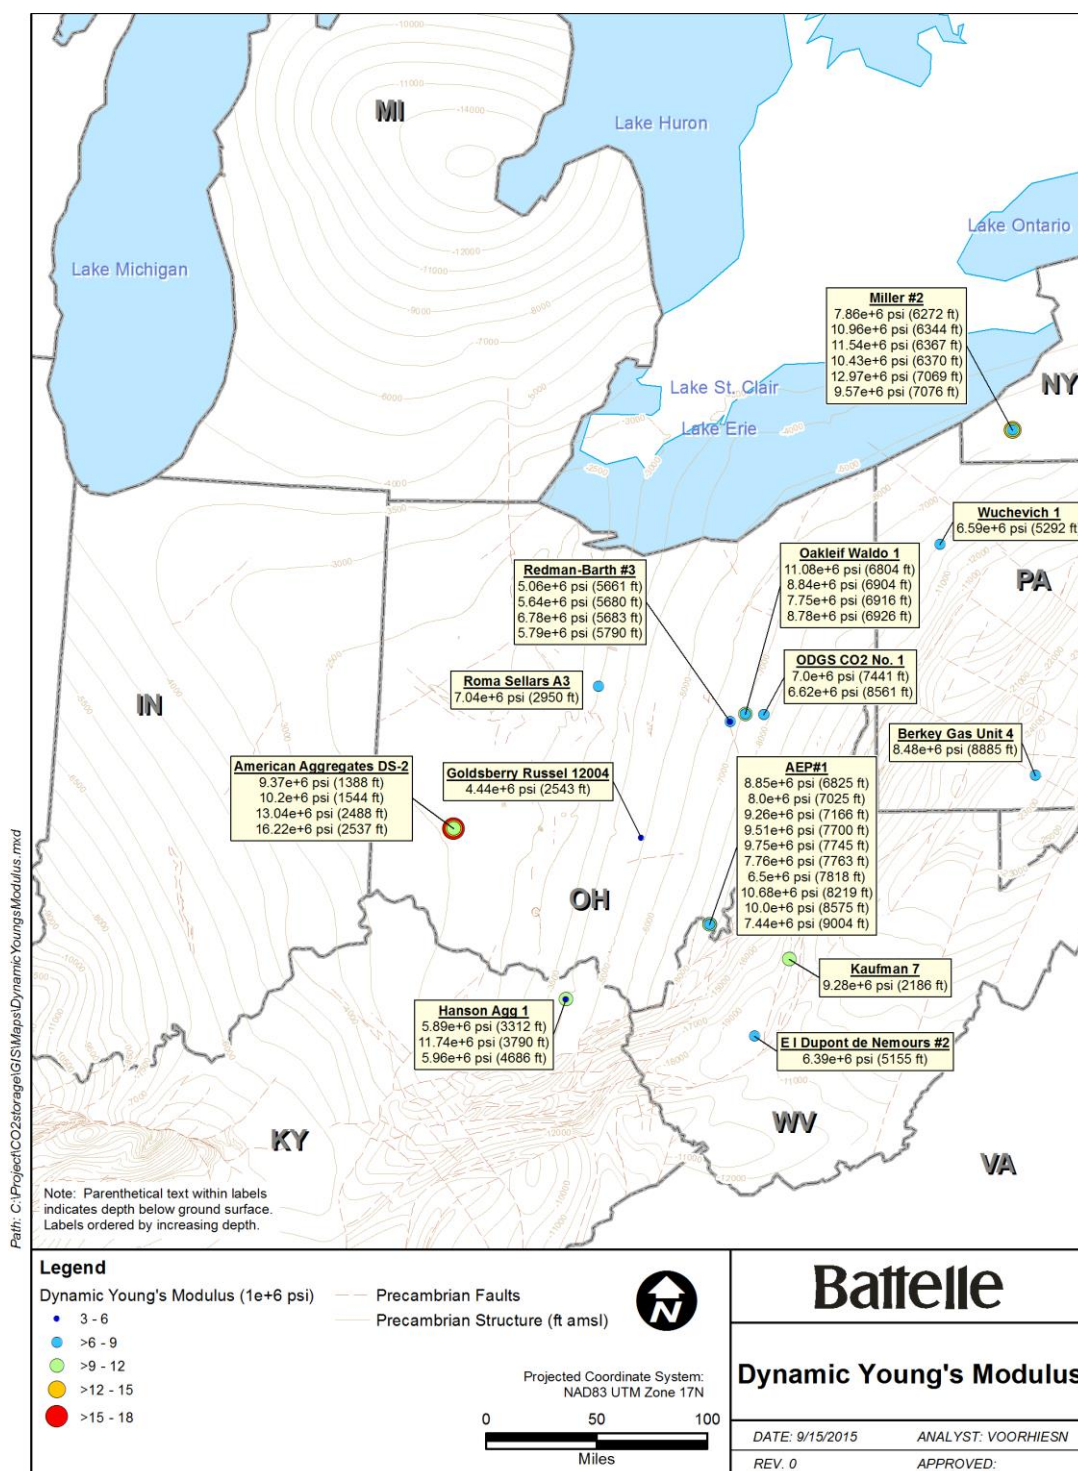 MI
Lake Huron
Lake Ontario
Lake Michigan
Miller #2
7.86e+6 psi (6272 ft)
10.96e+6 psi (6344 ft)
11.54e+6 psi (6367 ft)
10.43e+6 psi (6370 ft)
12.97e+6 psi (7069 ft)
9.57e+6 psi (7076 ft)
NY
Lake St. Clair
Lake Erie
Wuchevich 1
6.59e+6 psi (5292 ft
Oakleif Waldo 1
11.08e+6 psi (6804 ft)
8.84e+6 psi (6904 ft)
7.75e+6 psi (6916 ft)
8.78e+6 psi (6926 ft)
Redman-Barth #3
5.06e+6 psi (5661 ft)
5.64e+6 psi (5680 ft)
6.78e+6 psi (5683 ft)
5.79e+6 psi (5790 ft)
PA
ODGS CO2 No. 1
7.0e+6 psi (7441 ft)
6.62e+6 psi (8561 ft)
Roma Sellars A3
7.04e+6 psi (2950 ft)
IN
Berkey Gas Unit 4
8.48e+6 psi (8885 ft)
American Aggregates DS-2
9.37e+6 psi (1388 ft)
10.2e+6 psi (1544 ft)
13.04e+6 psi (2488 ft)
16.22e+6 psi (2537 ft)
Goldsberry Russel 12004
4.44e+6 psi (2543 ft)
AEP#1
8.85e+6 psi (6825 ft)
8.0e+6 psi (7025 ft)
9.26e+6 psi (7166 ft)
9.51e+6 psi (7700 ft)
9.75e+6 psi (7745 ft)
7.76e+6 psi (7763 ft)
6.5e+6 psi (7818 ft)
10.68e+6 psi (8219 ft)
10.0e+6 psi (8575 ft)
7.44e+6 psi (9004 ft)
OH
Kaufman 7
9.28e+6 psi (2186 ft)
Hanson Agg 1
5.89e+6 psi (3312 ft)
11.74e+6 psi (3790 ft)
5.96e+6 psi (4686 ft)
E I Dupont de Nemours #2
6.39e+6 psi (5155 ft)
WV
KY
VA
Note: Parenthetical text within labels
indicates depth below ground surface.
Labels ordered by increasing depth.
Path: C:\Project\CO2storage\GIS\Maps\DynamicYoungsModulus.mxd
Legend
Dynamic Young's Modulus (1e+6 psi)
3 - 6
>6 - 9
>9 - 12
>12 - 15
>15 - 18
Precambrian Faults
Precambrian Structure (ft amsl)
N
Projected Coordinate System:
NAD83 UTM Zone 17N
0 50 100
Miles
Battelle
Dynamic Young's Modulus
DATE: 9/15/2015 ANALYST: VOORHIESN
REV. 0 APPROVED: